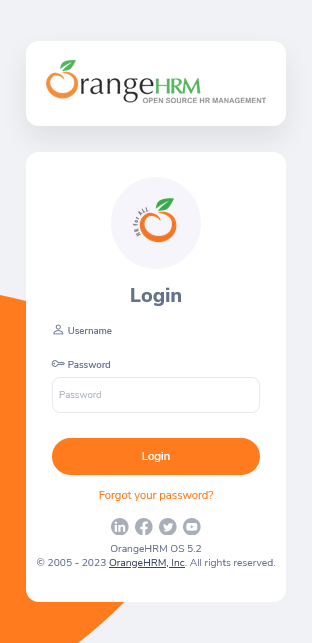 OrangeHRM
OPEN SOURCE HR MANAGEMENT
HR for ALL
Login
Username
Password
Password
Login
Forgot your password?
OrangeHRM OS 5.2
© 2005 - 2023 OrangeHRM, Inc. All rights reserved.